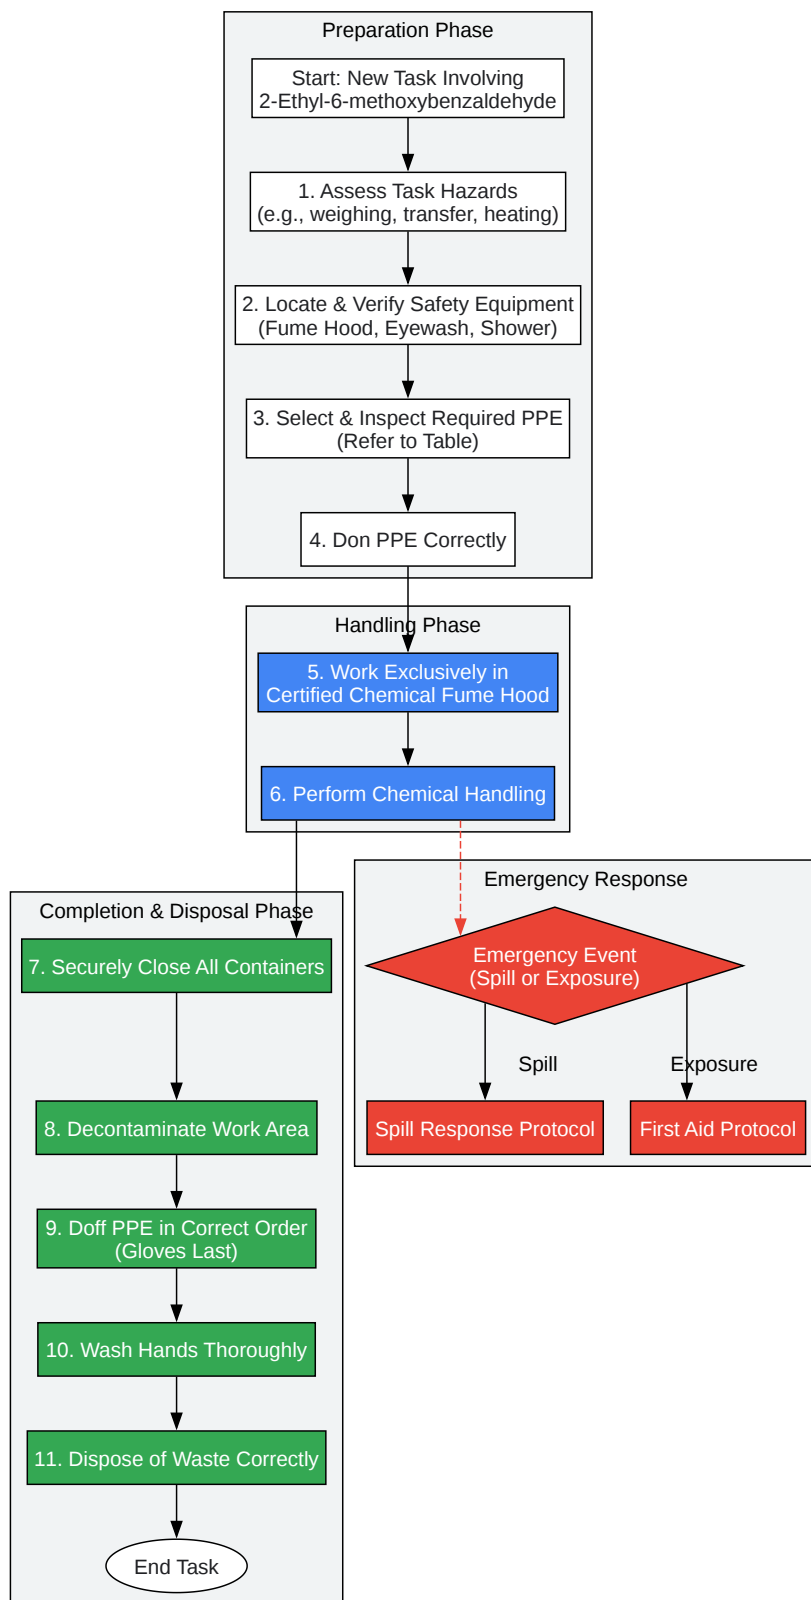 Preparation Phase
Start: New Task Involving
2-Ethyl-6-methoxybenzaldehyde
1. Assess Task Hazards
(e.g., weighing, transfer, heating)
2. Locate & Verify Safety Equipment
(Fume Hood, Eyewash, Shower)
3. Select & Inspect Required PPE
(Refer to Table)
4. Don PPE Correctly
Handling Phase
5. Work Exclusively in
Certified Chemical Fume Hood
6. Perform Chemical Handling
Completion & Disposal Phase
7. Securely Close All Containers
8. Decontaminate Work Area
9. Doff PPE in Correct Order
(Gloves Last)
10. Wash Hands Thoroughly
11. Dispose of Waste Correctly
End Task
Emergency Response
Emergency Event
(Spill or Exposure)
Spill
Exposure
Spill Response Protocol
First Aid Protocol